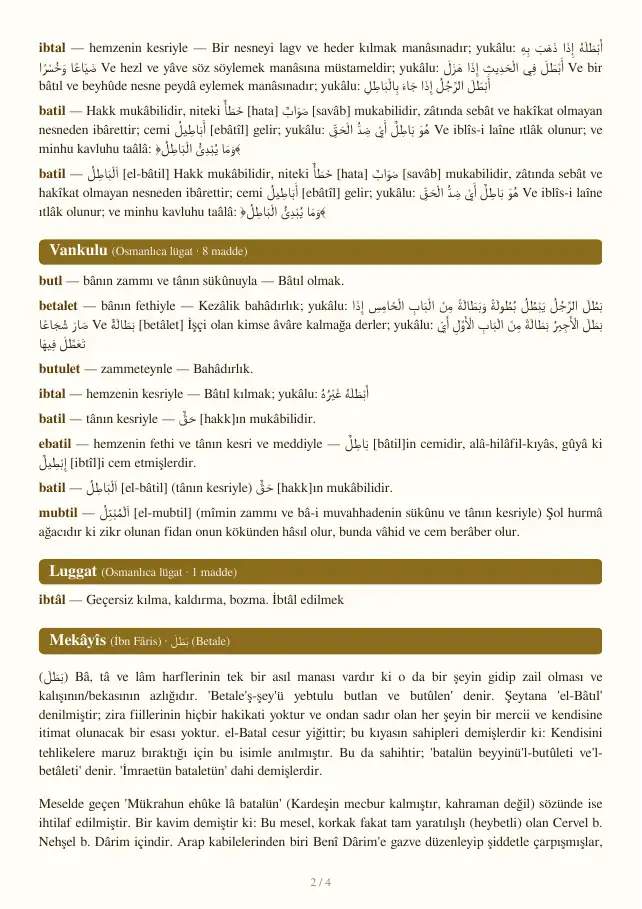 ibtal — hemzenin kesriyle — Bir nesneyi lagv ve heder kılmak manâsınadır; yukâlu: أَبْطَلَهُ إِذَا ذَهَبَ بِهِ
ضَيَاعًا وَخُسْرًا Ve hezl ve yâve söz söylemek manâsına müstameldir; yukâlu: أَبْطَلَ فِي الْحَدِيثِ إِذَا هَزَلَ Ve bir
bâtıl ve beyhûde nesne peydâ eylemek manâsınadır; yukâlu: أَبْطَلَ الرَّجُلُ إِذَا جَاءَ بِالْبَاطِلِ
batil — Hakk mukâbilidir, niteki خَطَأٌ [hata] صَوَابٌ [savâb] mukabilidir, zâtında sebât ve hakîkat olmayan
nesneden ibârettir; cemi أَبَاطِيلُ [ebâtîl] gelir; yukâlu: هُوَ بَاطِلٌ أَيْ ضِدُّ الْحَقِّ Ve iblîs-i laîne ıtlâk olunur; ve
minhu kavluhu taâlâ: ﴿وَمَا يُبْدِئُ الْبَاطِلُ﴾
batil — اَلْبَاطِلُ [el-bâtil] Hakk mukâbilidir, niteki خَطَأٌ [hata] صَوَابٌ [savâb] mukabilidir, zâtında sebât ve
hakîkat olmayan nesneden ibârettir; cemi أَبَاطِيلُ [ebâtîl] gelir; yukâlu: هُوَ بَاطِلٌ أَيْ ضِدُّ الْحَقِّ Ve iblîs-i laîne
ıtlâk olunur; ve minhu kavluhu taâlâ: ﴿وَمَا يُبْدِئُ الْبَاطِلُ﴾
Vankulu (Osmanlıca lügat · 8 madde)
butl — bânın zammı ve tânın sükûnuyla — Bâtıl olmak.
betalet — bânın fethiyle — Kezâlik bahâdırlık; yukâlu: بَطُلَ الرَّجُلُ يَبْطُلُ بُطُولَةً وَبَطَالَةً مِنَ الْبَابِ الْخَامِسِ إِذَا
صَارَ شُجَاعًا Ve بَطَالَةٌ [betâlet] İşçi olan kimse âvâre kalmağa derler; yukâlu: بَطَلَ الْأَجِيرُ بَطَالَةً مِنَ الْبَابِ الْأَوَّلِ أَيْ
تَعَطَّلَ فِيهَا
butulet — zammeteynle — Bahâdırlık.
ibtal — hemzenin kesriyle — Bâtıl kılmak; yukâlu: أَبْطَلَهُ غَيْرُهُ
batil — tânın kesriyle — حَقٌّ [hakk]ın mukâbilidir.
ebatil — hemzenin fethi ve tânın kesri ve meddiyle — بَاطِلٌ [bâtil]in cemidir, alâ-hilâfil-kıyâs, gûyâ ki
إِبْطِيلٌ [ibtîl]i cem etmişlerdir.
batil — اَلْبَاطِلُ [el-bâtil] (tânın kesriyle) حَقٌّ [hakk]ın mukâbilidir.
mubtil — اَلْمُبْتِلُ [el-mubtil] (mîmin zammı ve bâ-i muvahhadenin sükûnu ve tânın kesriyle) Şol hurmâ
ağacıdır ki zikr olunan fidan onun kökünden hâsıl olur, bunda vâhid ve cem berâber olur.
Luggat (Osmanlıca lügat · 1 madde)
ibtâl — Geçersiz kılma, kaldırma, bozma. İbtâl edilmek
Mekâyîs (İbn Fâris) · بَطَلَ (Betale)
(بَطَلَ) Bâ, tâ ve lâm harflerinin tek bir asıl manası vardır ki o da bir şeyin gidip zail olması ve
kalışının/bekasının azlığıdır. 'Betale'ş-şey'ü yebtulu butlan ve butûlen' denir. Şeytana 'el-Bâtıl'
denilmiştir; zira fiillerinin hiçbir hakikati yoktur ve ondan sadır olan her şeyin bir mercii ve kendisine
itimat olunacak bir esası yoktur. el-Batal cesur yiğittir; bu kıyasın sahipleri demişlerdir ki: Kendisini
tehlikelere maruz bıraktığı için bu isimle anılmıştır. Bu da sahihtir; 'batalün beyyinü'l-butûleti ve'l-
betâleti' denir. 'İmraetün bataletün' dahi demişlerdir.
Meselde geçen 'Mükrahun ehûke lâ batalün' (Kardeşin mecbur kalmıştır, kahraman değil) sözünde ise
ihtilaf edilmiştir. Bir kavim demiştir ki: Bu mesel, korkak fakat tam yaratılışlı (heybetli) olan Cervel b.
Nehşel b. Dârim içindir. Arap kabilelerinden biri Benî Dârim'e gazve düzenleyip şiddetle çarpışmışlar,
2 / 4